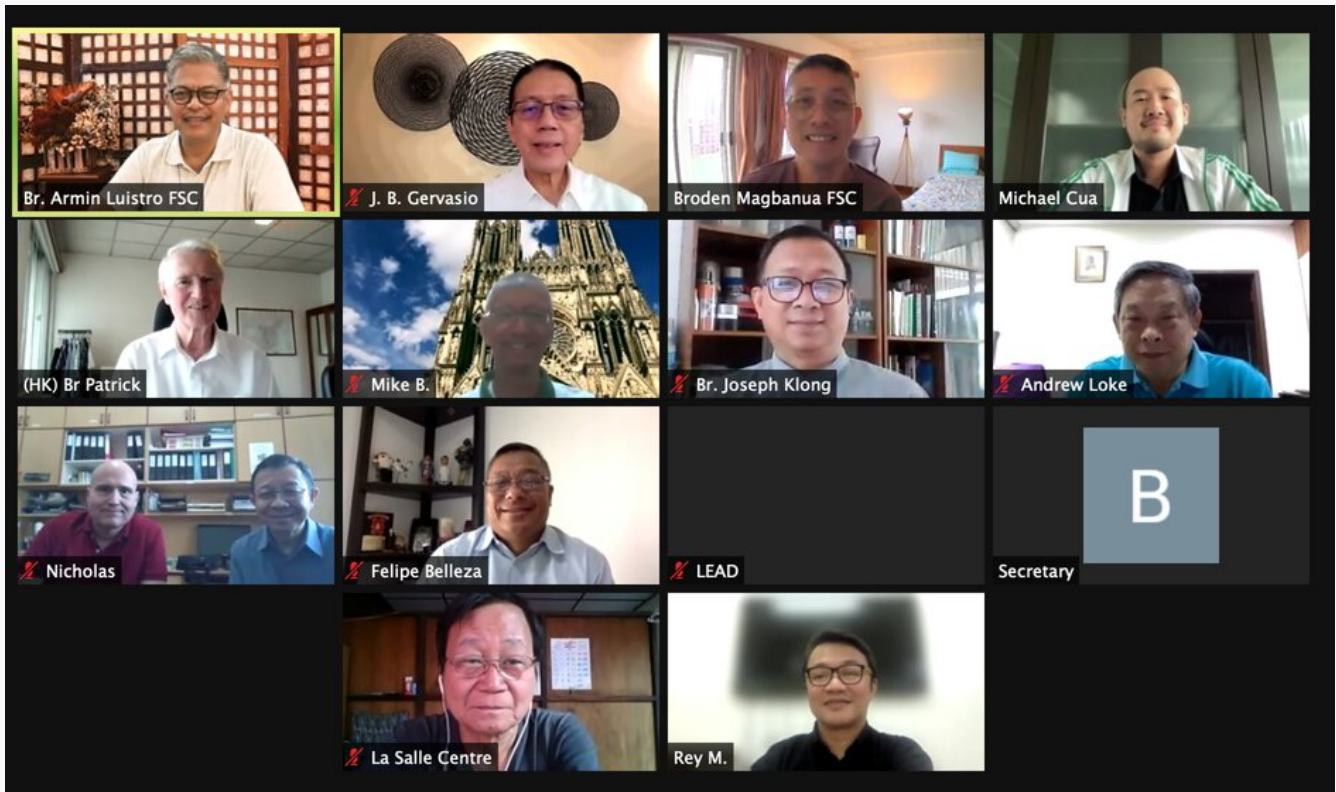 Br. Armin Luistro FSC
J. B. Gervasio
Broden Magbanua FSC
Michael Cua
(HK) Br Patrick
Mike B.
Br. Joseph Klong
Andrew Loke
Nicholas
Felipe Belleza
LEAD
B
Secretary
La Salle Centre
Rey M.